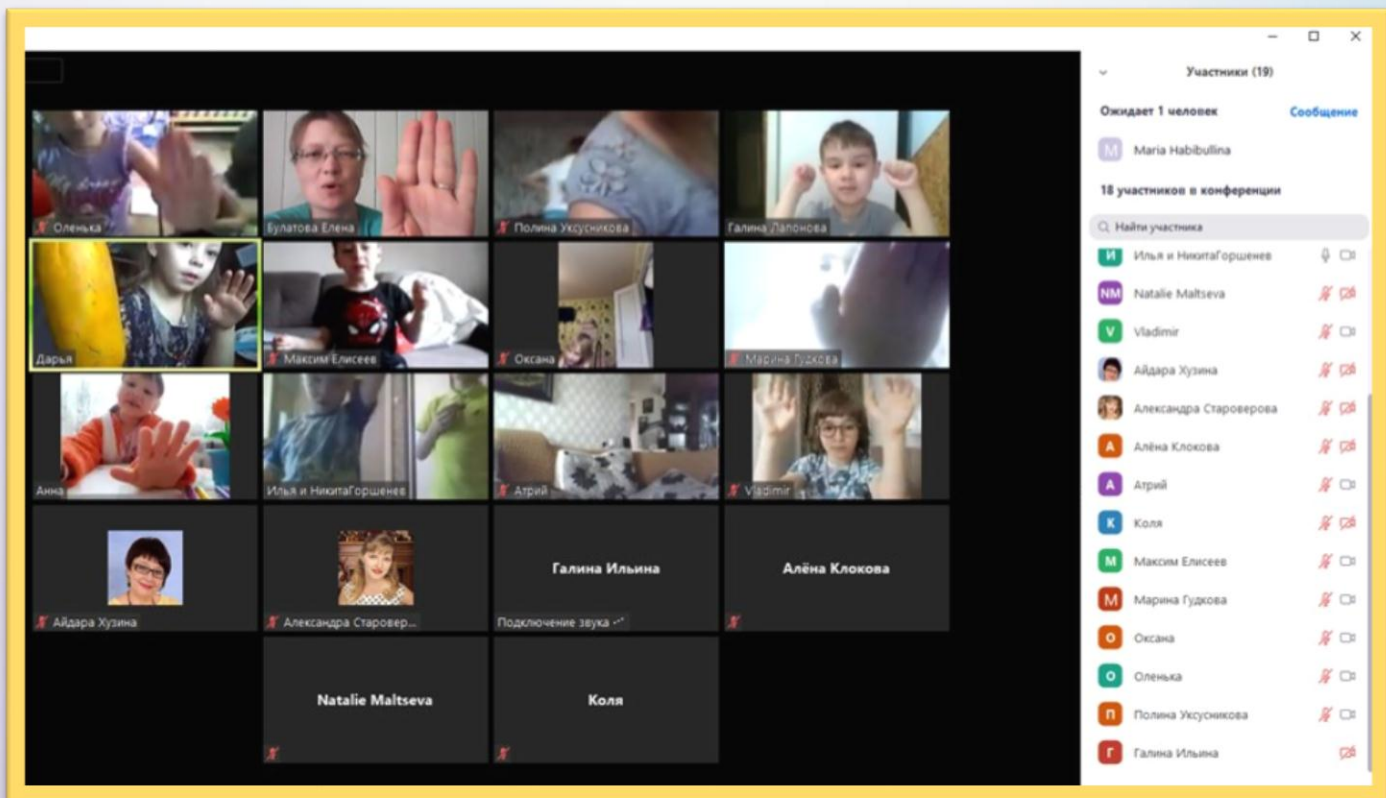 Оленька
Булатова Елена
Полина Уксусникова
Галина Лапонова
Дарья
Максим Елисеев
Оксана
Марина Гудкова
Анна
Илья и НикитаГоршенев
Атрий
Vladimir
Айдара Хузина
Александра Старовер...
Галина Ильина
Подключение звука
Алёна Клокова
Natalie Maltseva
Коля
Участники (19)
Ожидает 1 человек Сообщение
M Maria Habibullina
18 участников в конференции
Найти участника
И Илья и НикитаГоршенев
NM Natalie Maltseva
V Vladimir
Айдара Хузина
Александра Староверова
А Алёна Клокова
А Атрий
К Коля
М Максим Елисеев
М Марина Гудкова
О Оксана
О Оленька
П Полина Уксусникова
Г Галина Ильина